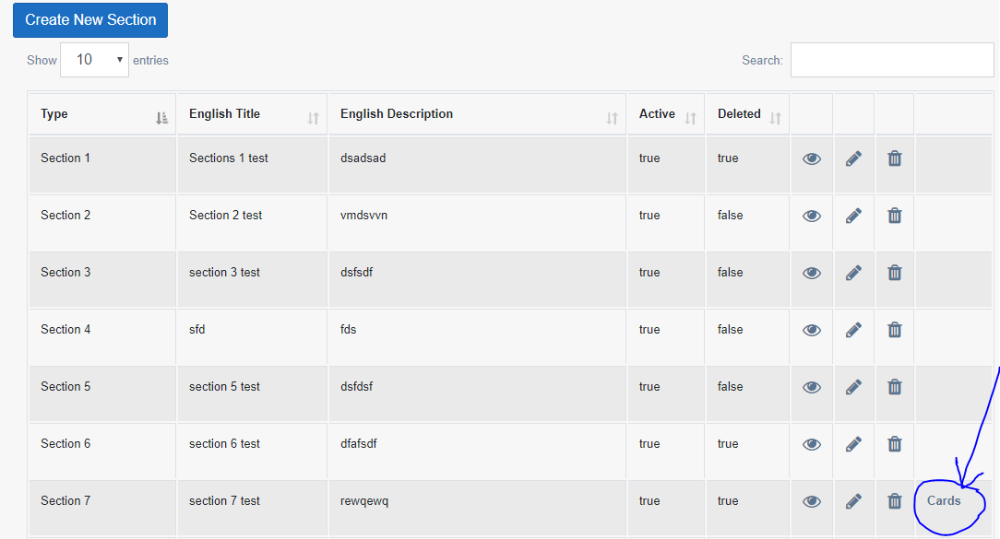 Create New Section
Show 10 entries Search:
Type English Title English Description Active Deleted
Section 1 Sections 1 test dsadsad true true
Section 2 Section 2 test vmdsvvn true false
Section 3 section 3 test dsfsdf true false
Section 4 sfd fds true false
Section 5 section 5 test dsfdsf true false
Section 6 section 6 test dfafsdf true true
Section 7 section 7 test rewqewq true true Cards